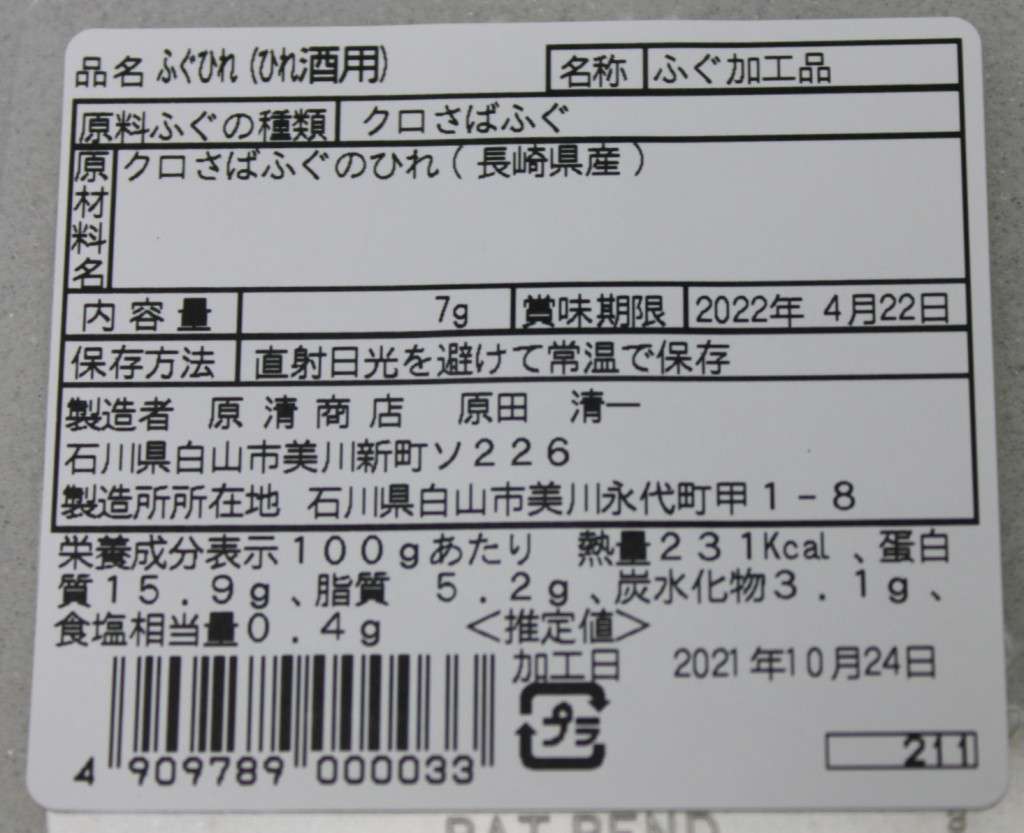 品名 ふぐひれ(ひれ酒用)
名称 ふぐ加工品
原料ふぐの種類 クロさばふぐ
原材料名 クロさばふぐのひれ(長崎県産)
内容量 7g 賞味期限 2022年 4月22日
保存方法 直射日光を避けて常温で保存
製造者 原清商店 原田 清一
石川県白山市美川新町ソ226
製造所所在地 石川県白山市美川永代町甲1-8
栄養成分表示100gあたり 熱量231Kcal、蛋白
質15.9g、脂質 5.2g、炭水化物3.1g、
食塩相当量0.4g <推定値>
加工日 2021年10月24日
プラ
4 909789 000033
211